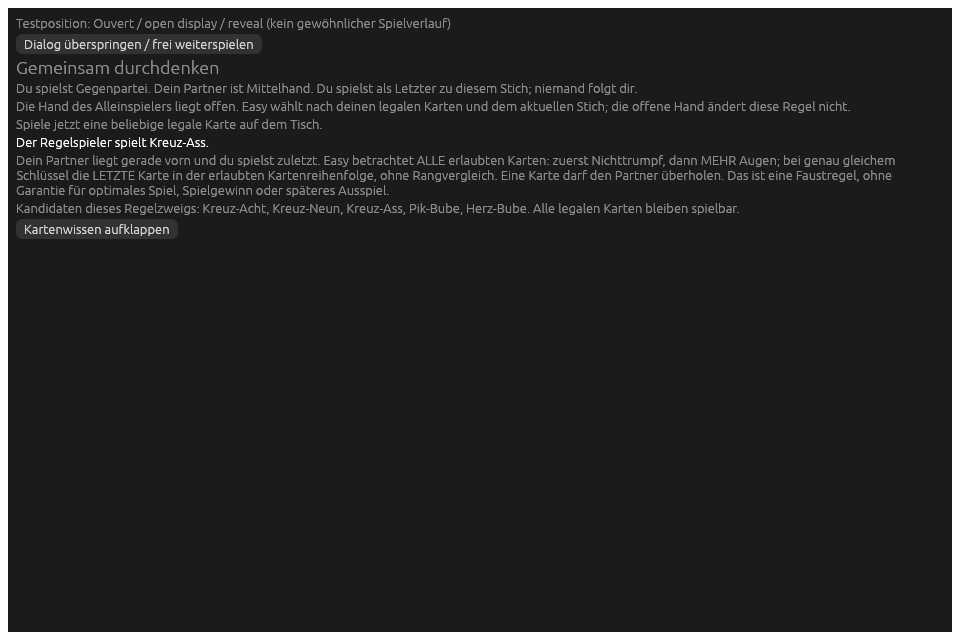 Testposition: Ouvert / open display / reveal (kein gewöhnlicher Spielverlauf)
Dialog überspringen / frei weiterspielen
Gemeinsam durchdenken
Du spielst Gegenpartei. Dein Partner ist Mittelhand. Du spielst als Letzter zu diesem Stich; niemand folgt dir.
Die Hand des Alleinspielers liegt offen. Easy wählt nach deinen legalen Karten und dem aktuellen Stich; die offene Hand ändert diese Regel nicht.
Spiele jetzt eine beliebige legale Karte auf dem Tisch.
Der Regelspieler spielt Kreuz-Ass.
Dein Partner liegt gerade vorn und du spielst zuletzt. Easy betrachtet ALLE erlaubten Karten: zuerst Nichttrumpf, dann MEHR Augen; bei genau gleichem
Schlüssel die LETZTE Karte in der erlaubten Kartenreihenfolge, ohne Rangvergleich. Eine Karte darf den Partner überholen. Das ist eine Faustregel, ohne
Garantie für optimales Spiel, Spielgewinn oder späteres Ausspiel.
Kandidaten dieses Regelzweigs: Kreuz-Acht, Kreuz-Neun, Kreuz-Ass, Pik-Bube, Herz-Bube. Alle legalen Karten bleiben spielbar.
Kartenwissen aufklappen